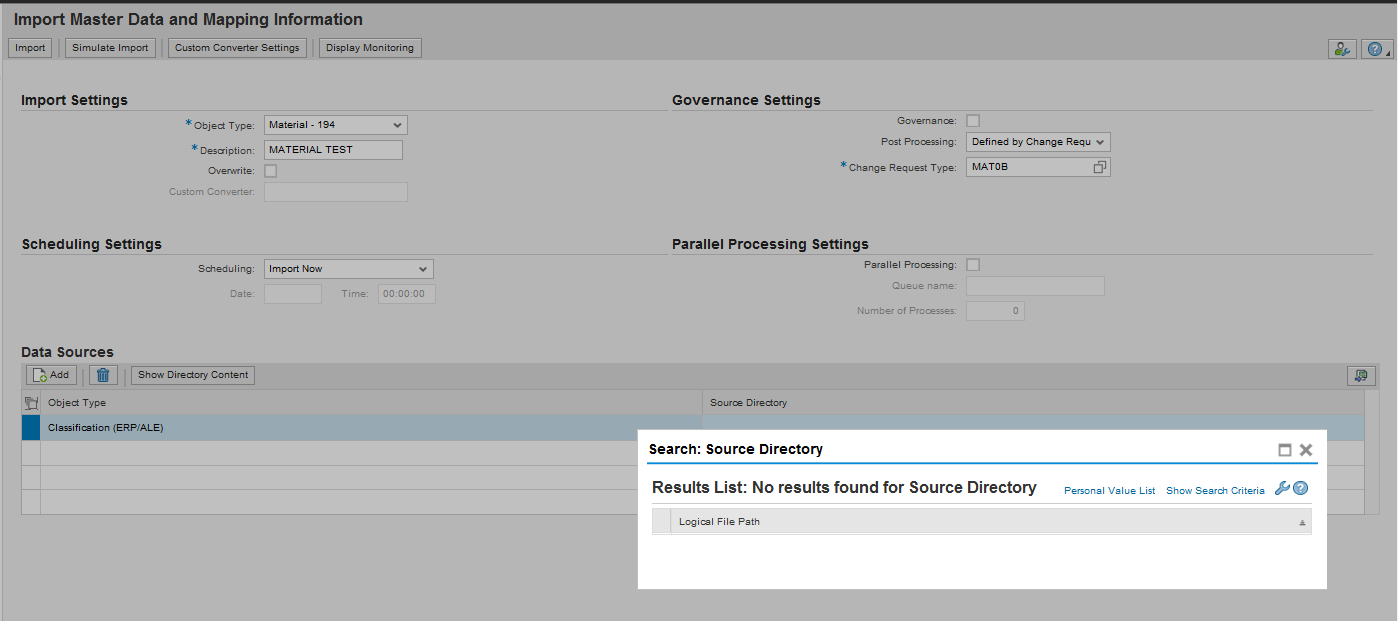 Import Master Data and Mapping Information
Import Simulate Import Custom Converter Settings Display Monitoring
Import Settings
* Object Type: Material - 194
* Description: MATERIAL TEST
Overwrite:
Custom Converter:
Governance Settings
Governance:
Post Processing: Defined by Change Requ
* Change Request Type: MAT0B
Scheduling Settings
Scheduling: Import Now
Date: Time: 00:00:00
Parallel Processing Settings
Parallel Processing:
Queue name:
Number of Processes: 0
Data Sources
Add Show Directory Content
Object Type Source Directory
Classification (ERP/ALE)
Search: Source Directory
Results List: No results found for Source Directory Personal Value List Show Search Criteria ?
Logical File Path